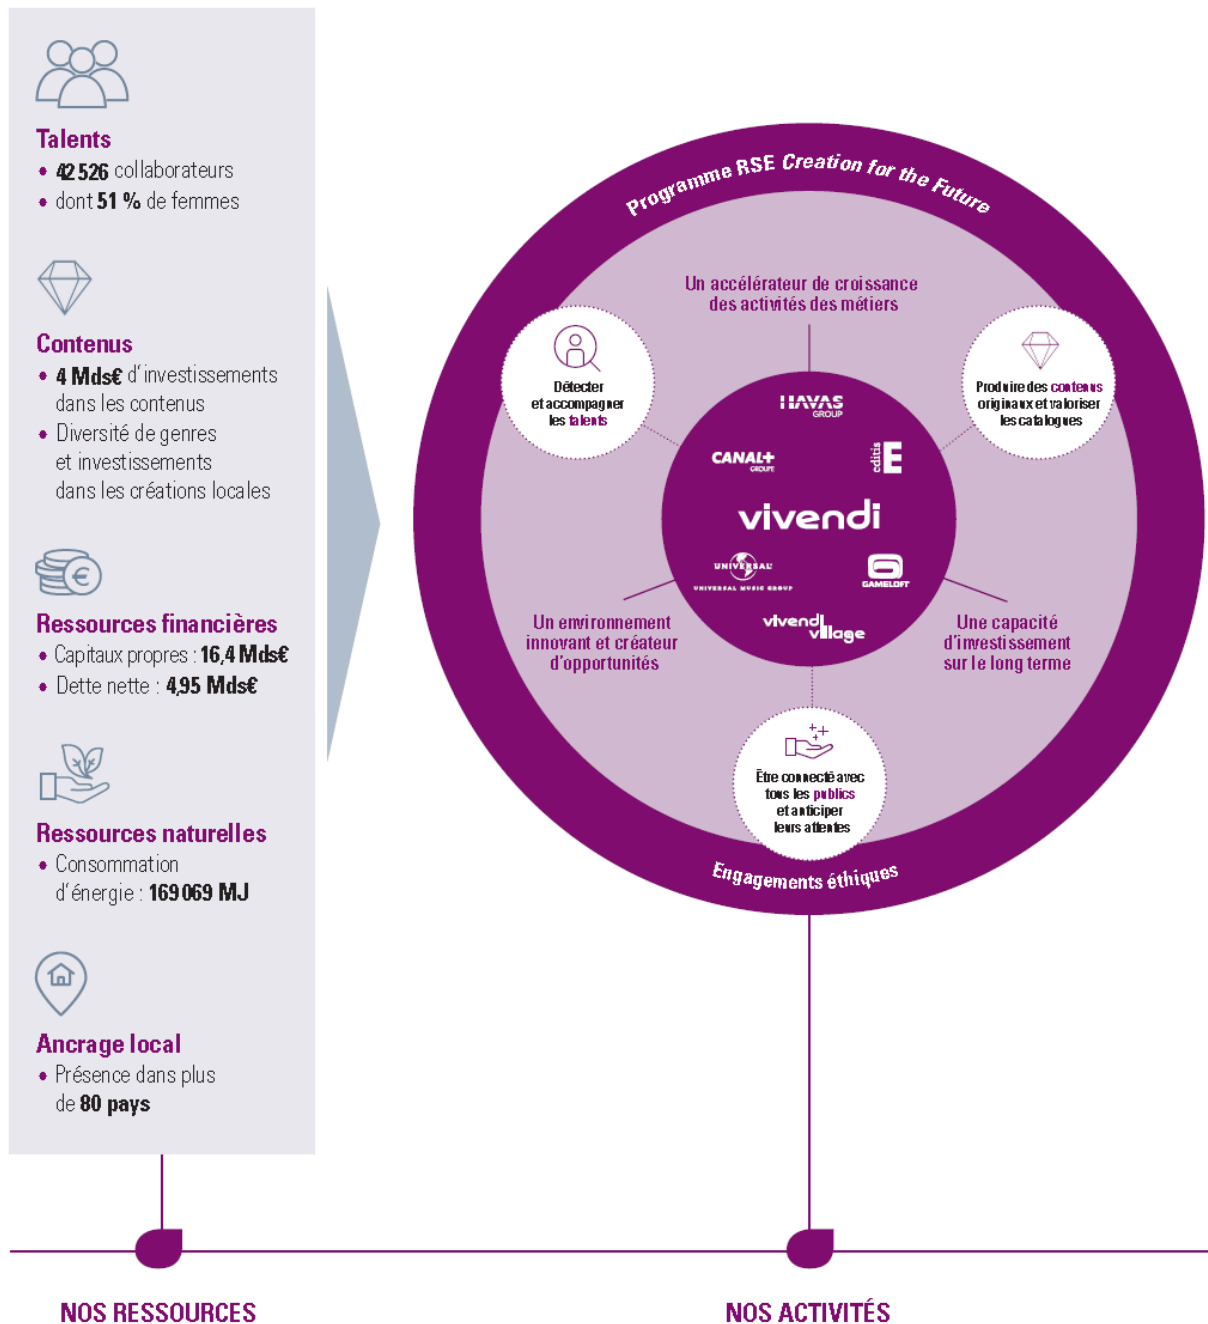 Talents
• 42 526 collaborateurs
• dont 51 % de femmes
Contenus
• 4 Mds€ d'investissements
dans les contenus
• Diversité de genres
et investissements
dans les créations locales
€
Ressources financières
• Capitaux propres : 16,4 Mds€
• Dette nette : 4,95 Mds€
Ressources naturelles
• Consommation
d'énergie : 169 069 MJ
Ancrage local
• Présence dans plus
de 80 pays
NOS RESSOURCES
Programme RSE Creation for the Future
Un accélérateur de croissance
des activités des métiers
Détecter
et accompagner
les talents
Produire des contenus
originaux et valoriser
les catalogues
HAVAS
GROUP
CANAL+
GROUPE
editis
E
vivendi
UNIVERSAL
UNIVERSAL MUSIC GROUP
GAMELOFT
vivendi
village
Un environnement
innovant et créateur
d'opportunités
Une capacité
d'investissement
sur le long terme
Être connecté avec
tous les publics
et anticiper
leurs attentes
Engagements éthiques
NOS ACTIVITÉS